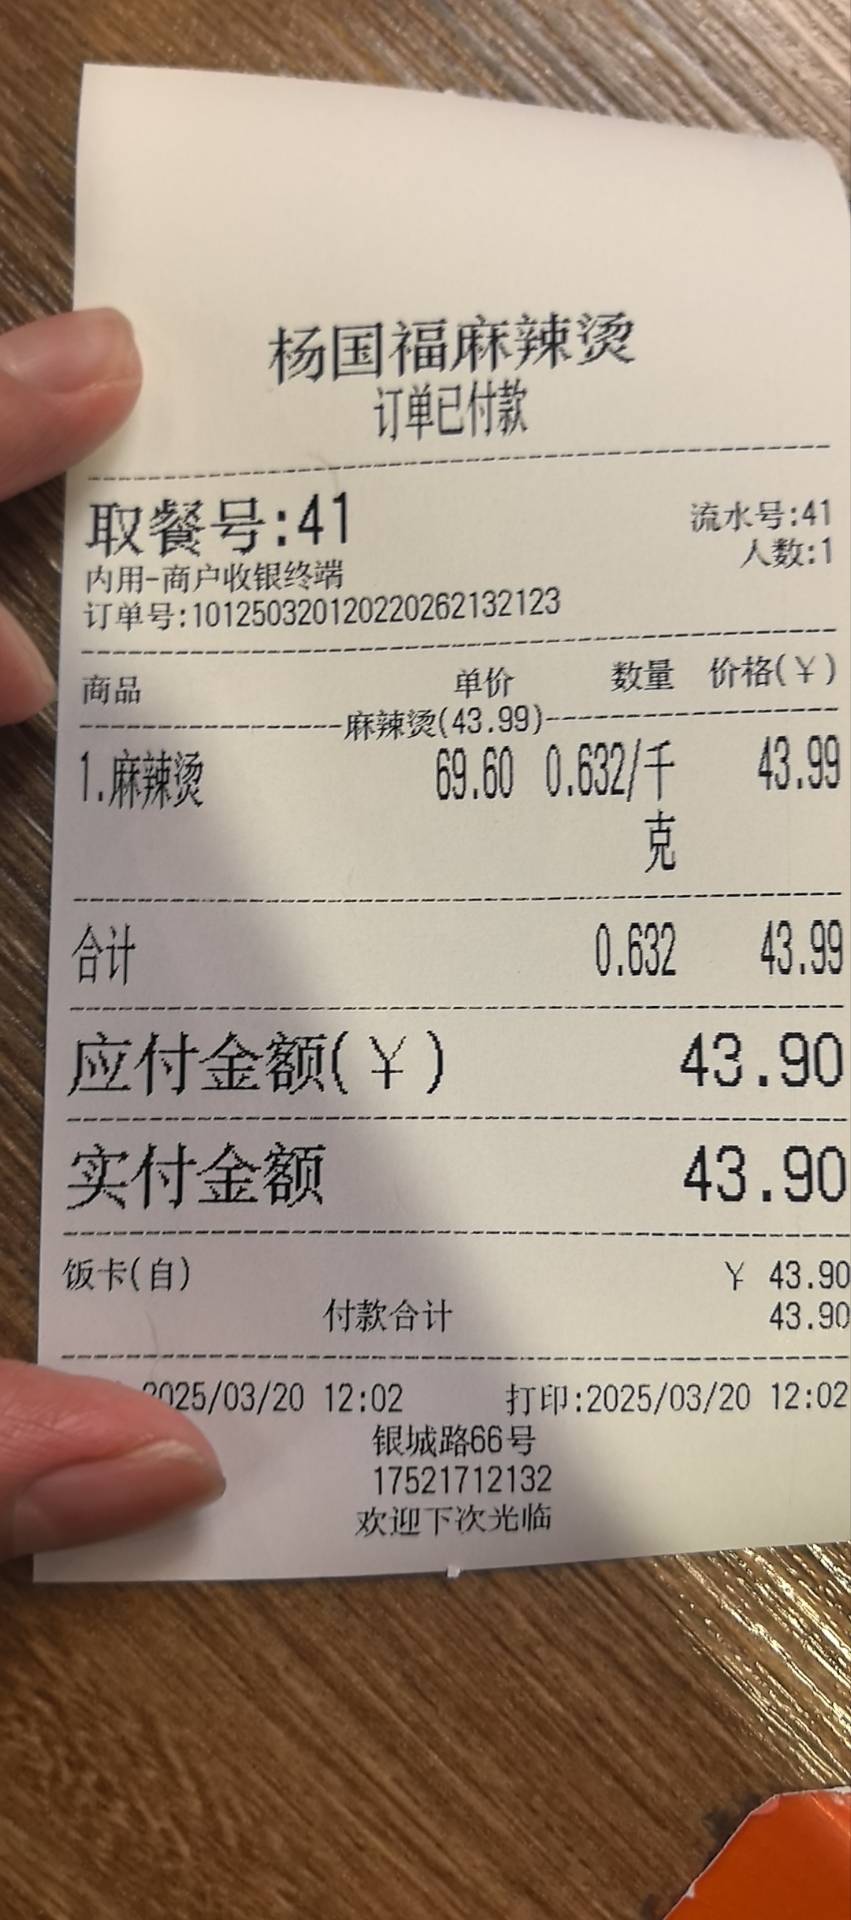 杨国福麻辣烫
订单已付款
取餐号:41
流水号:41
人数:1
内用-商户收银终端
订单号:101250320120220262132123
商品 单价 数量 价格(￥)
麻辣烫(43.99)
1.麻辣烫 69.60 0.632/千克 43.99
合计 0.632 43.99
应付金额(￥) 43.90
实付金额 43.90
饭卡(自) ￥ 43.90
付款合计 43.90
2025/03/20 12:02 打印:2025/03/20 12:02
银城路66号
17521712132
欢迎下次光临